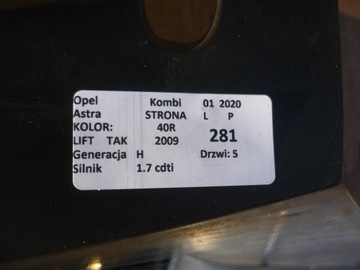 Opel Kombi 01 2020
Astra STRONA L P
KOLOR: 40R
LIFT TAK 2009 281
Generacja H Drzwi: 5
Silnik 1.7 cdti